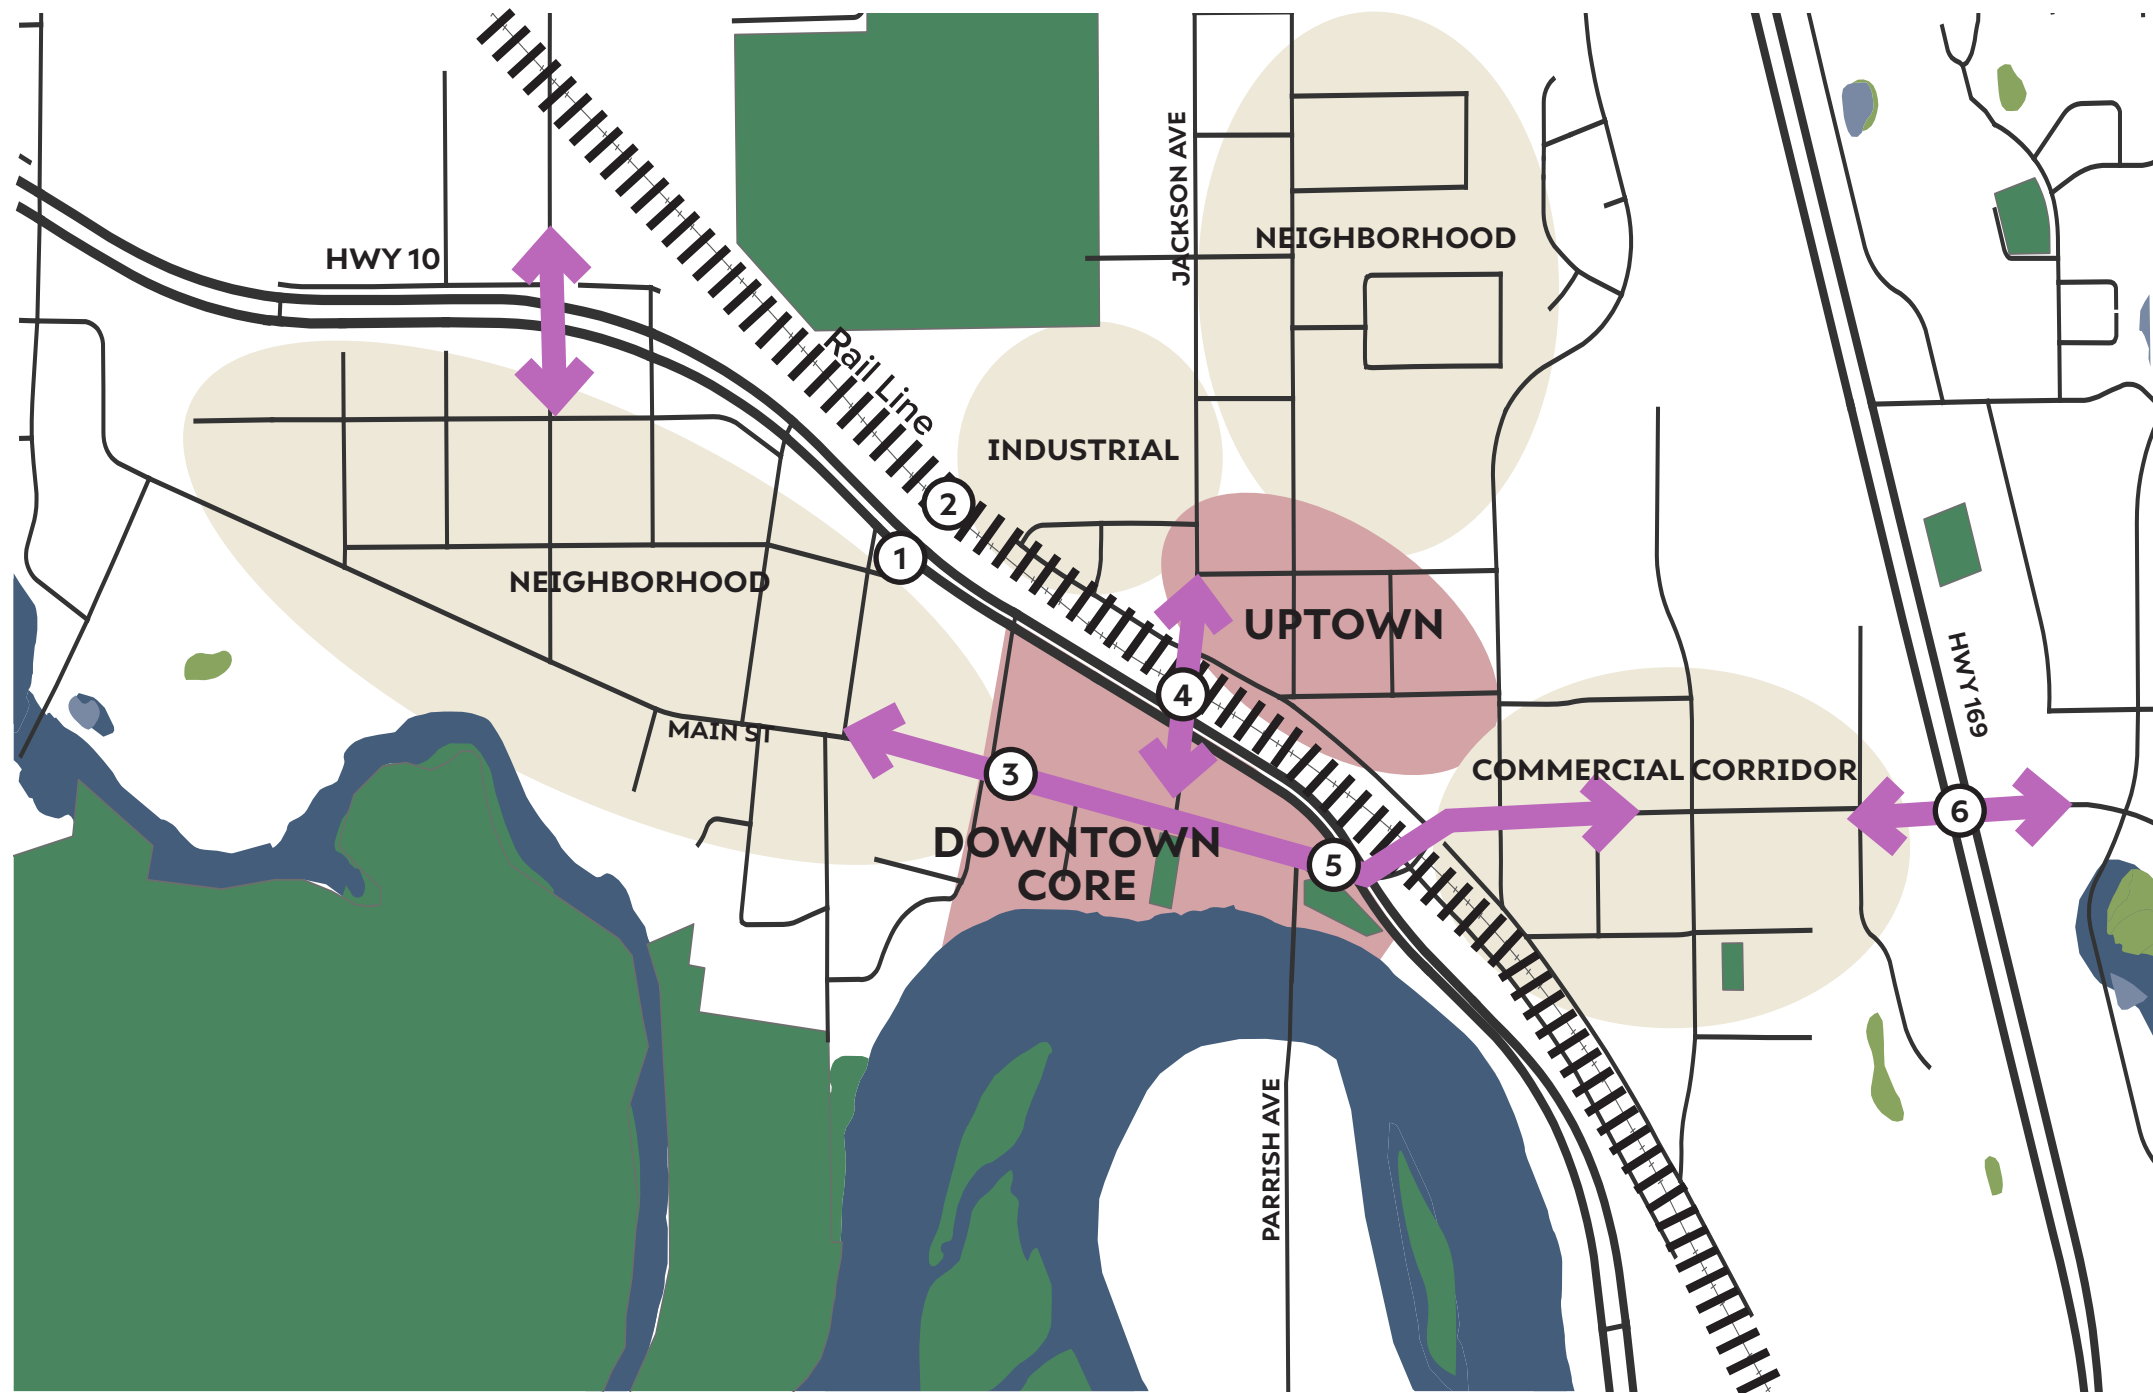 JACKSON AVE
NEIGHBORHOOD
HWY 10
Rail Line
INDUSTRIAL
2
1
NEIGHBORHOOD
UPTOWN
HWY 169
4
MAIN ST
3
COMMERCIAL CORRIDOR
6
DOWNTOWN
CORE
5
PARRISH AVE